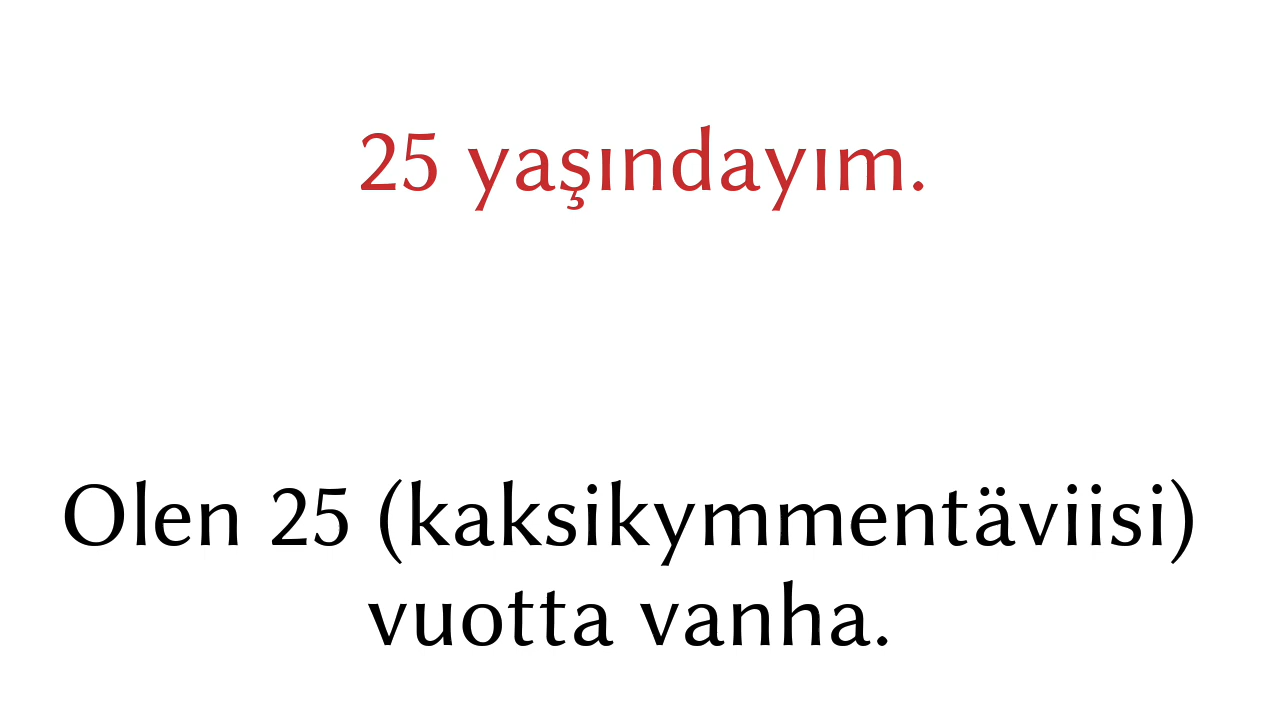 25 yaşındayım.
Olen 25 (kaksikymmentäviisi)
vuotta vanha.